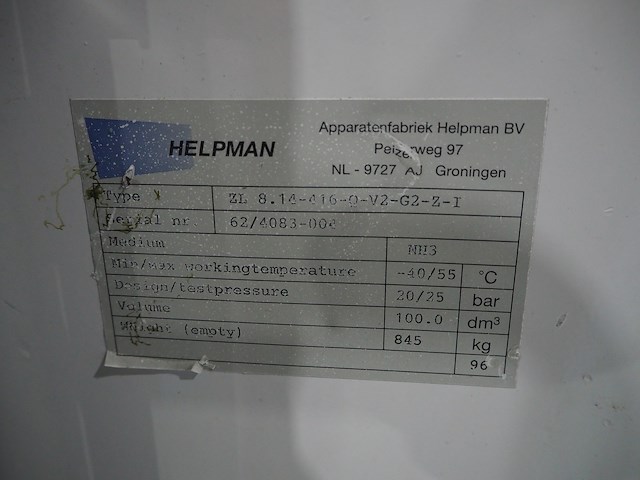 HELPMAN
Apparatenfabriek Helpman BV
Peizerweg 97
NL - 9727 AJ Groningen
Type ZL 8.14-416-Q-V2-G2-Z-I
Serial nr. 62/4083-004
Medium NH3
Min/max workingtemperature -40/55 °C
Design/testpressure 20/25 bar
Volume 100.0 dm³
Weight (empty) 845 kg
96